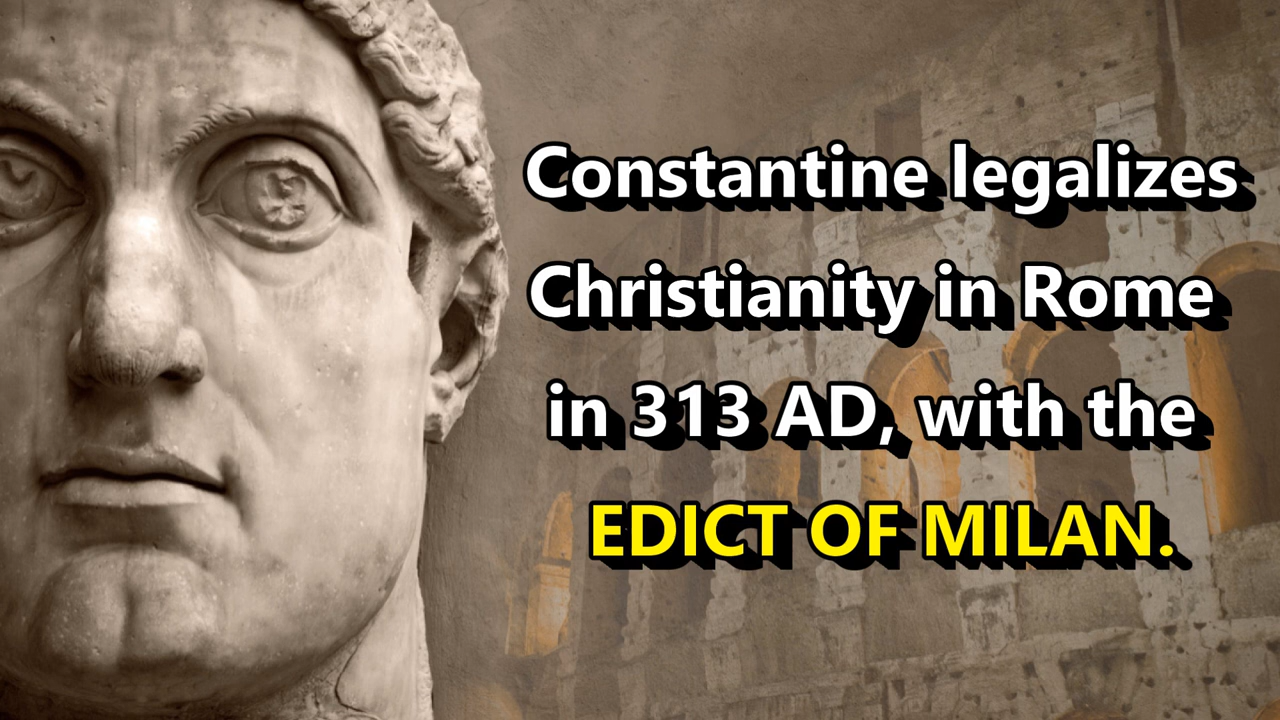 Constantine legalizes
Christianity in Rome
in 313 AD, with the
EDICT OF MILAN.